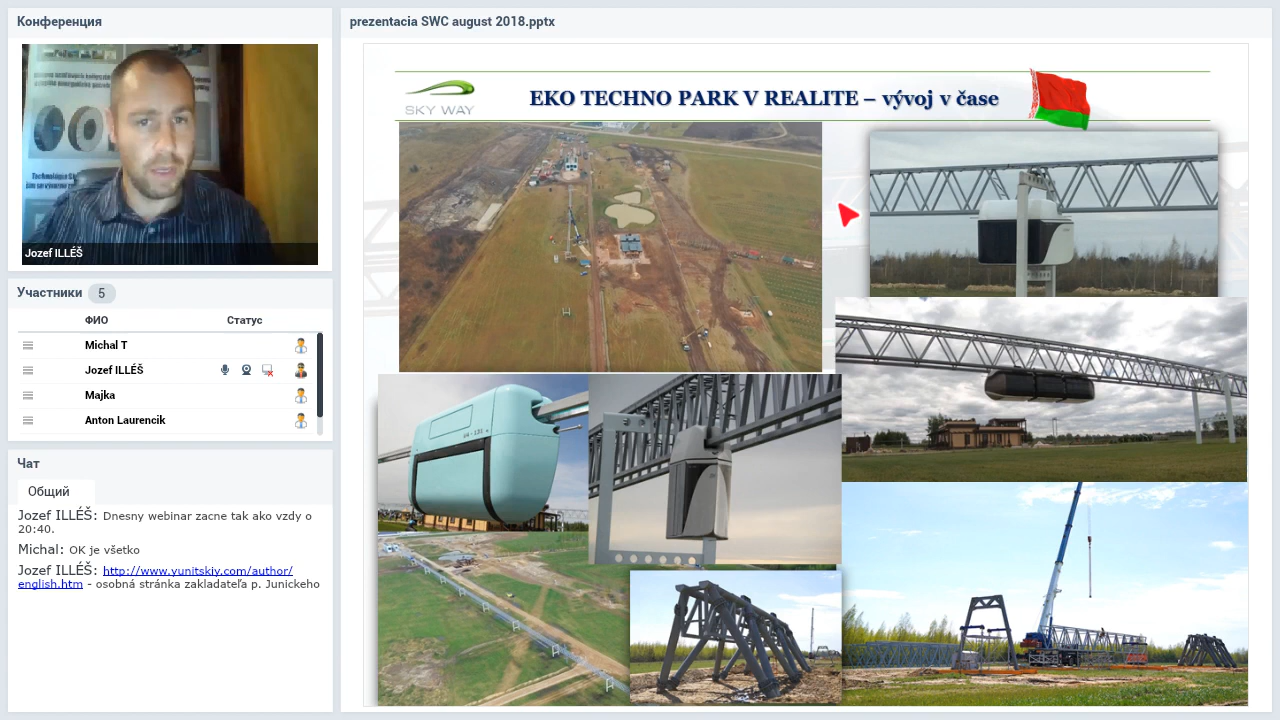 Конференция
Jozef ILLÉŠ
Участники 5
ФИО Статус
Michal T
Jozef ILLÉŠ
Majka
Anton Laurencik
Чат
Общий
Jozef ILLÉŠ: Dnesny webinar zacne tak ako vzdy o
20:40.
Michal: OK je všetko
Jozef ILLÉŠ: http://www.yunitskiy.com/author/
english.htm - osobná stránka zakladateľa p. Junickeho
prezentacia SWC august 2018.pptx
SKY WAY
EKO TECHNO PARK V REALITE – vývoj v čase